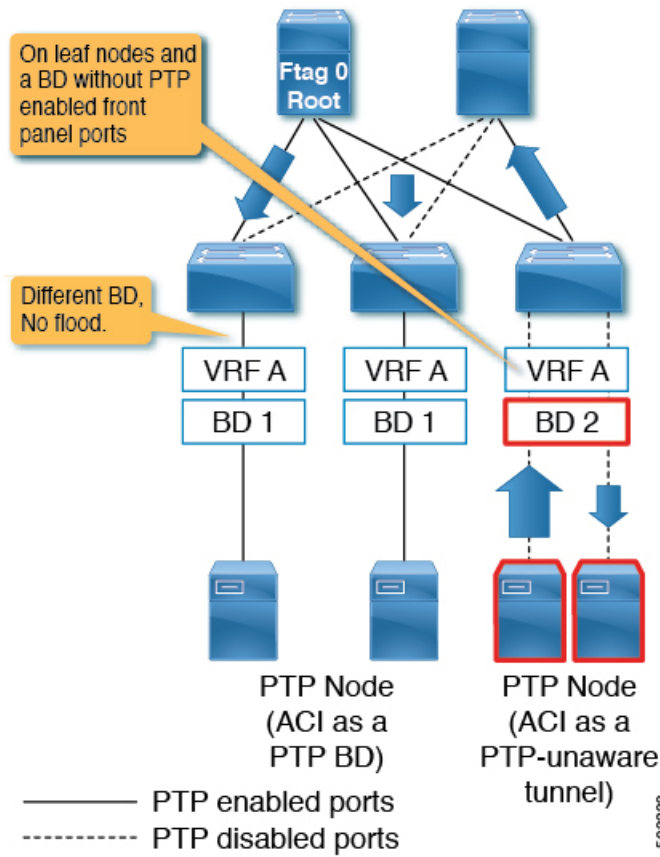 On leaf nodes and
a BD without PTP
enabled front
panel ports
Ftag 0
Root
Different BD,
No flood.
VRF A
VRF A
VRF A
BD 1
BD 1
BD 2
PTP Node
(ACI as a
PTP BD)
PTP Node
(ACI as a
PTP-unaware
tunnel)
PTP enabled ports
PTP disabled ports